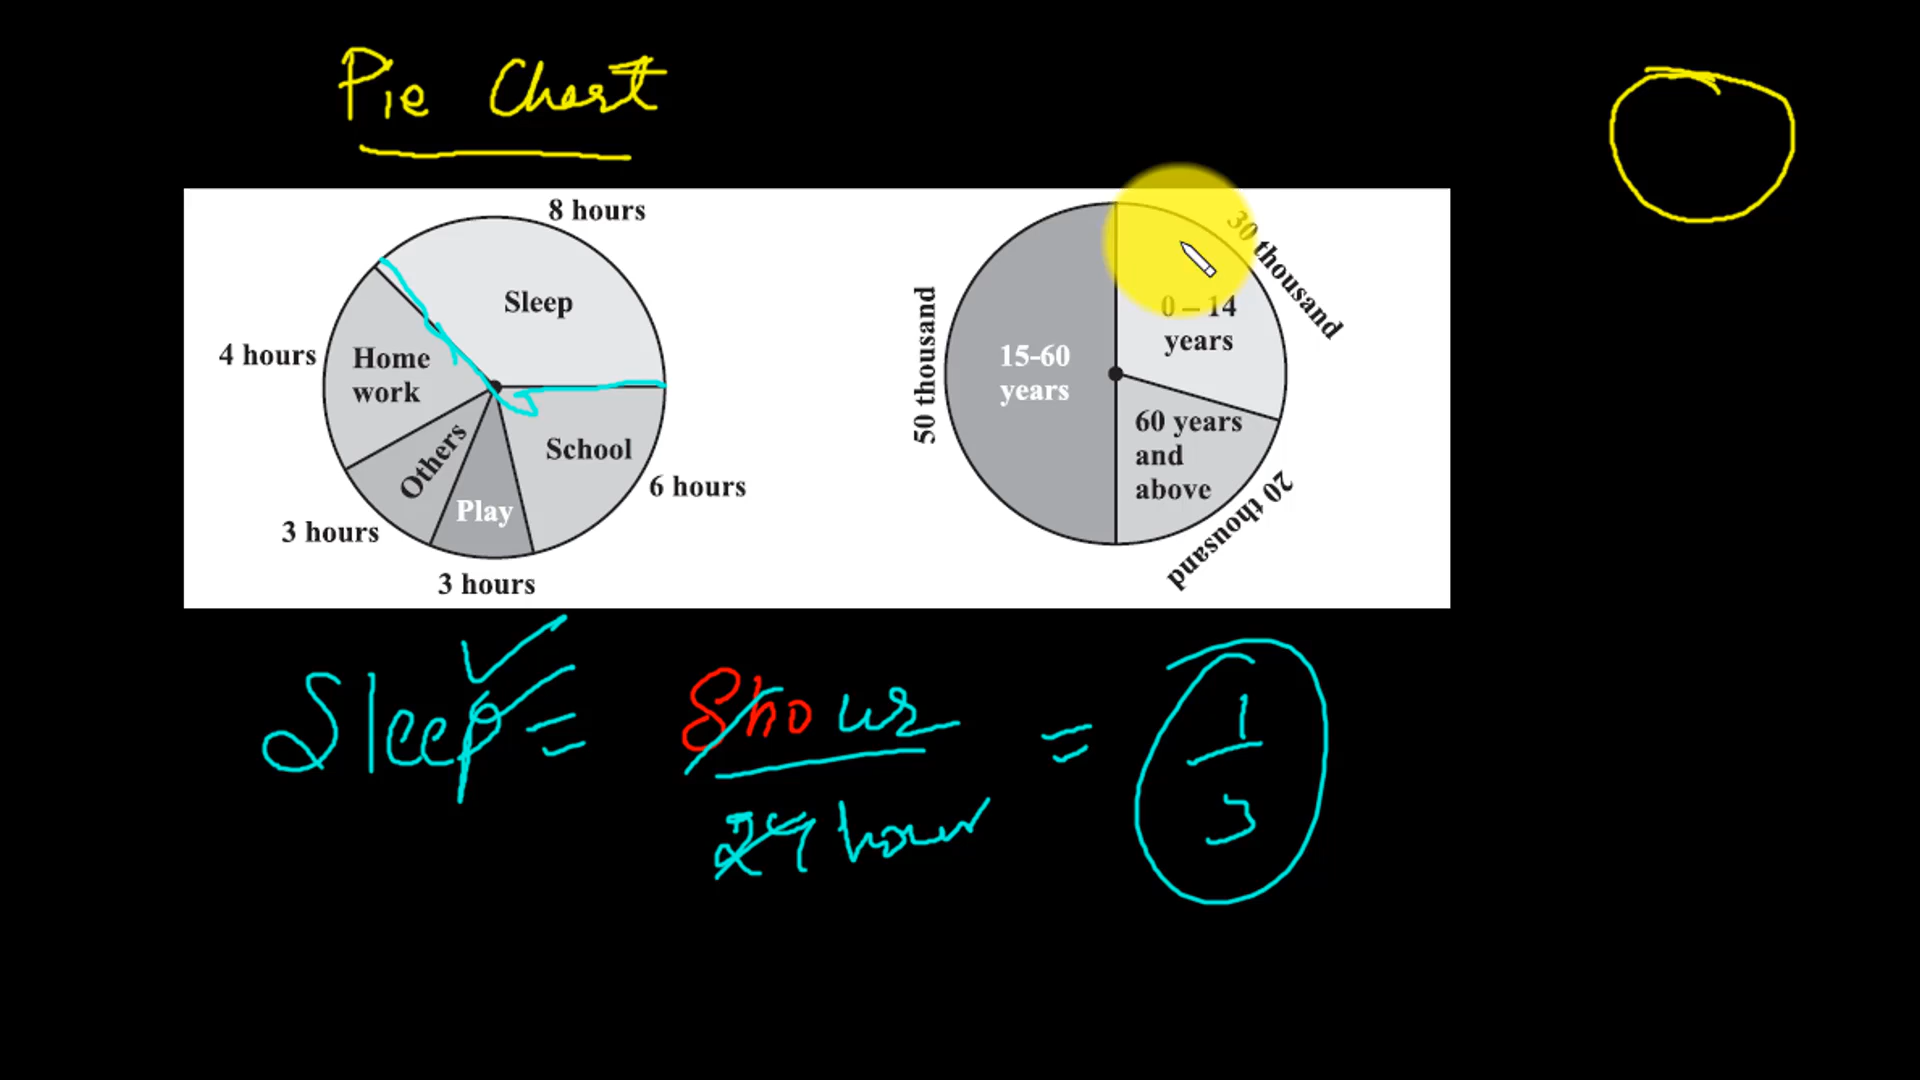 Pie Chart
8 hours
Sleep
4 hours
Home
work
Others
School
6 hours
Play
3 hours
3 hours
50 thousand
15-60
years
30 thousand
0 – 14
years
60 years
and
above
20 thousand
Sleep = 8hour = 1
24 hour 3